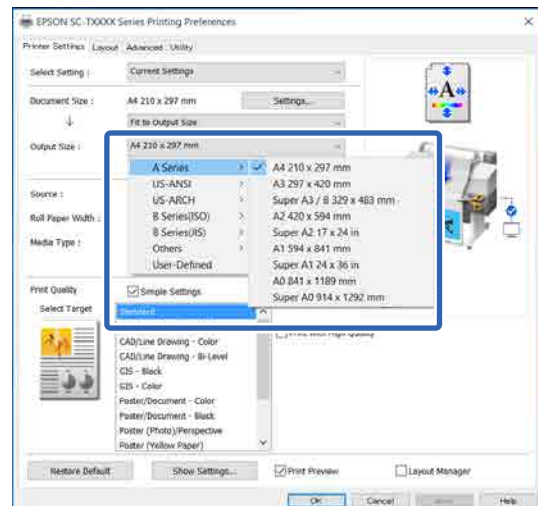 EPSON SC-TXXXX Series Printing Preferences
Printer Settings Layout Advanced Utility
Select Setting : Current Settings
A
Document Size : A4 210 x 297 mm Settings...
Fit to Output Size
Output Size : A4 210 x 297 mm
A Series A4 210 x 297 mm
US-ANSI A3 297 x 420 mm
US-ARCH Super A3 / B 329 x 483 mm
Source : B Series(ISO) A2 420 x 594 mm
Roll Paper Width : B Series(JIS) Super A2 17 x 24 in
Others A1 594 x 841 mm
Media Type : User-Defined Super A1 24 x 36 in
A0 841 x 1189 mm
Print Quality Simple Settings Super A0 914 x 1292 mm
Select Target Standard
Print with High Quality
CAD/Line Drawing - Color
CAD/Line Drawing - Bi-Level
GIS - Black
GIS - Color
Poster/Document - Color
Poster/Document - Black
Poster (Photo)/Perspective
Poster (Yellow Paper)
Restore Default Show Settings... Print Preview Layout Manager
OK Cancel Help